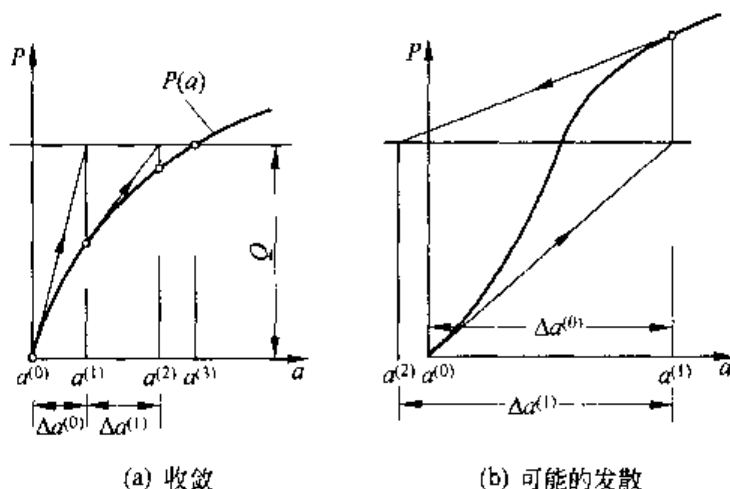 P
P(a)
Q
a⁽⁰⁾ a⁽¹⁾ a⁽²⁾ a⁽³⁾ a
Δa⁽⁰⁾ Δa⁽¹⁾
(a) 收敛
P
Δa⁽⁰⁾
a⁽²⁾ a⁽⁰⁾ a⁽¹⁾ a
Δa⁽¹⁾
(b) 可能的发散